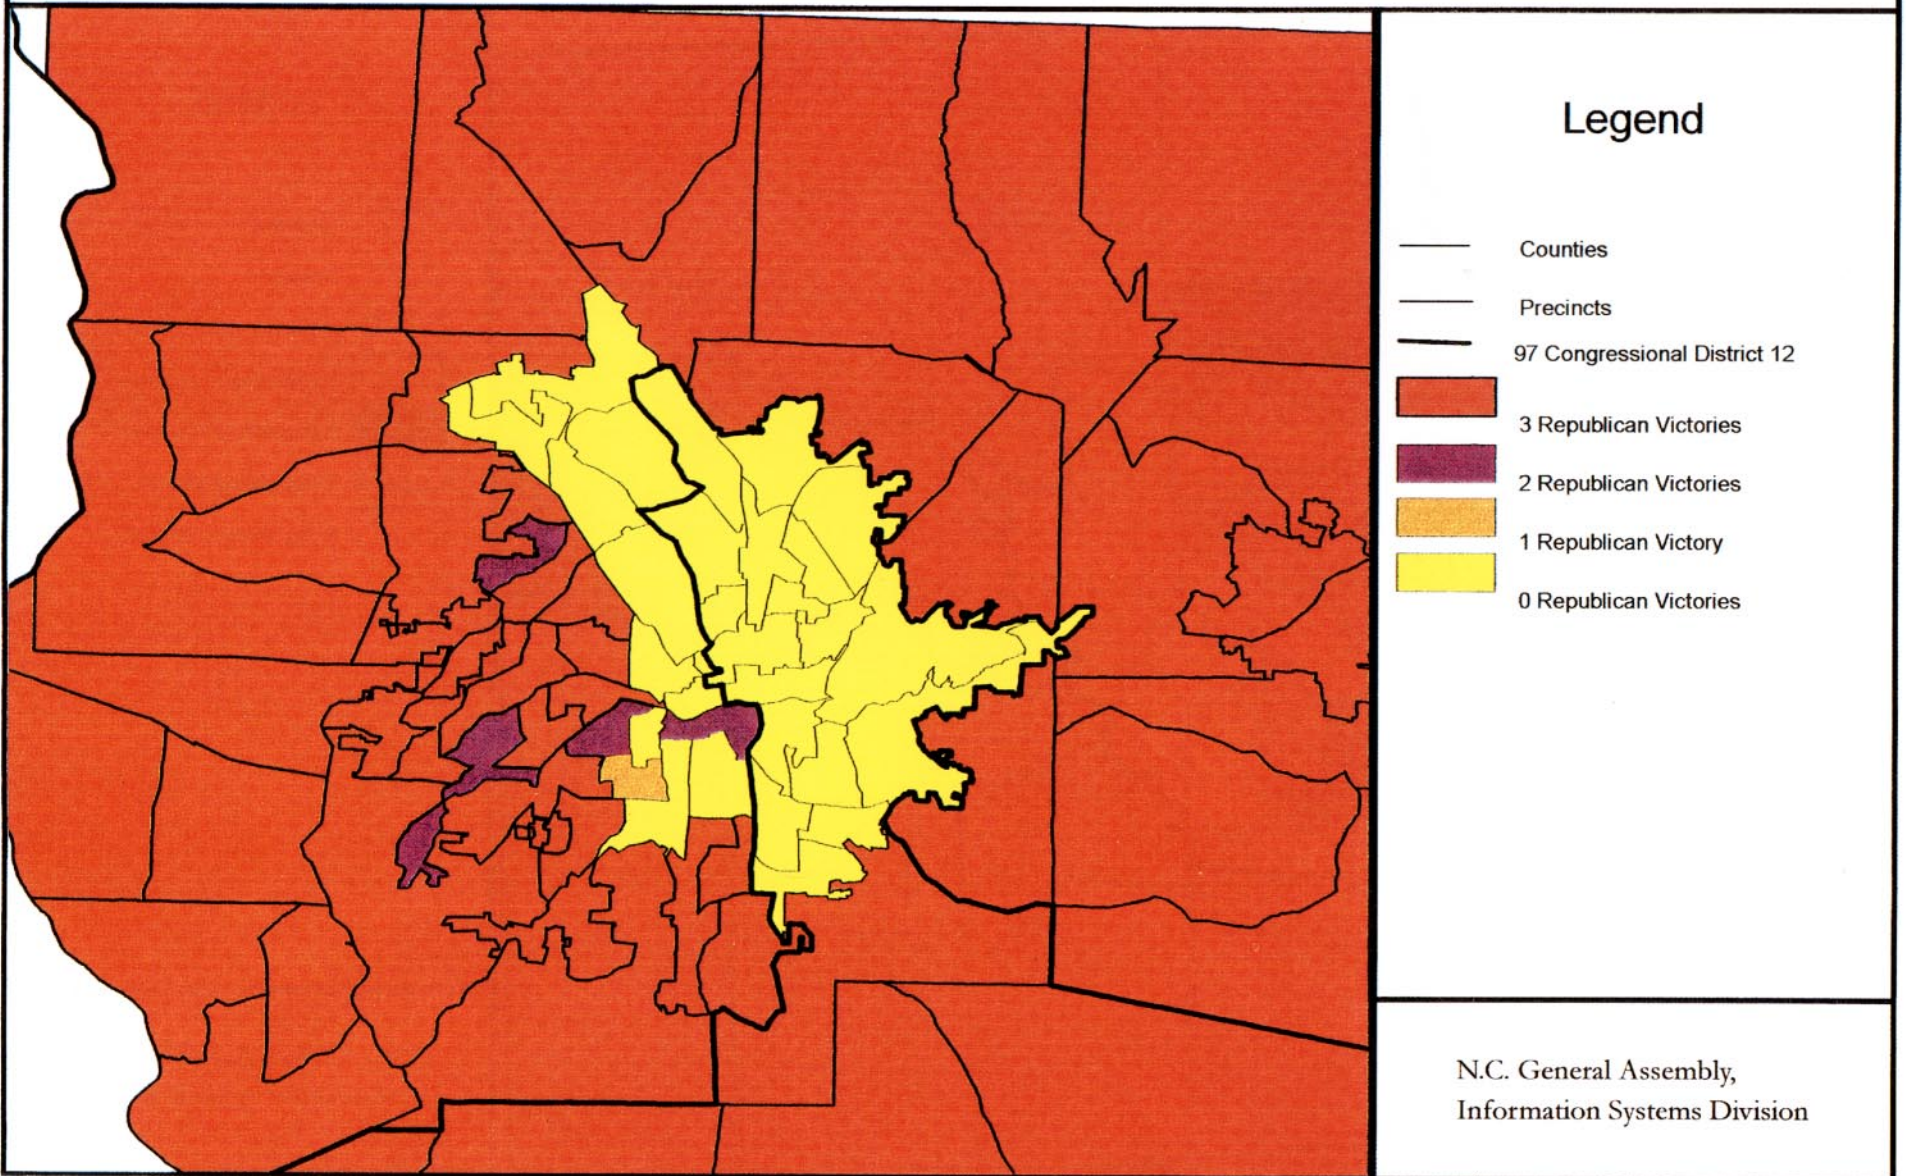 Legend
Counties
Precincts
97 Congressional District 12
3 Republican Victories
2 Republican Victories
1 Republican Victory
0 Republican Victories
N.C. General Assembly,
Information Systems Division